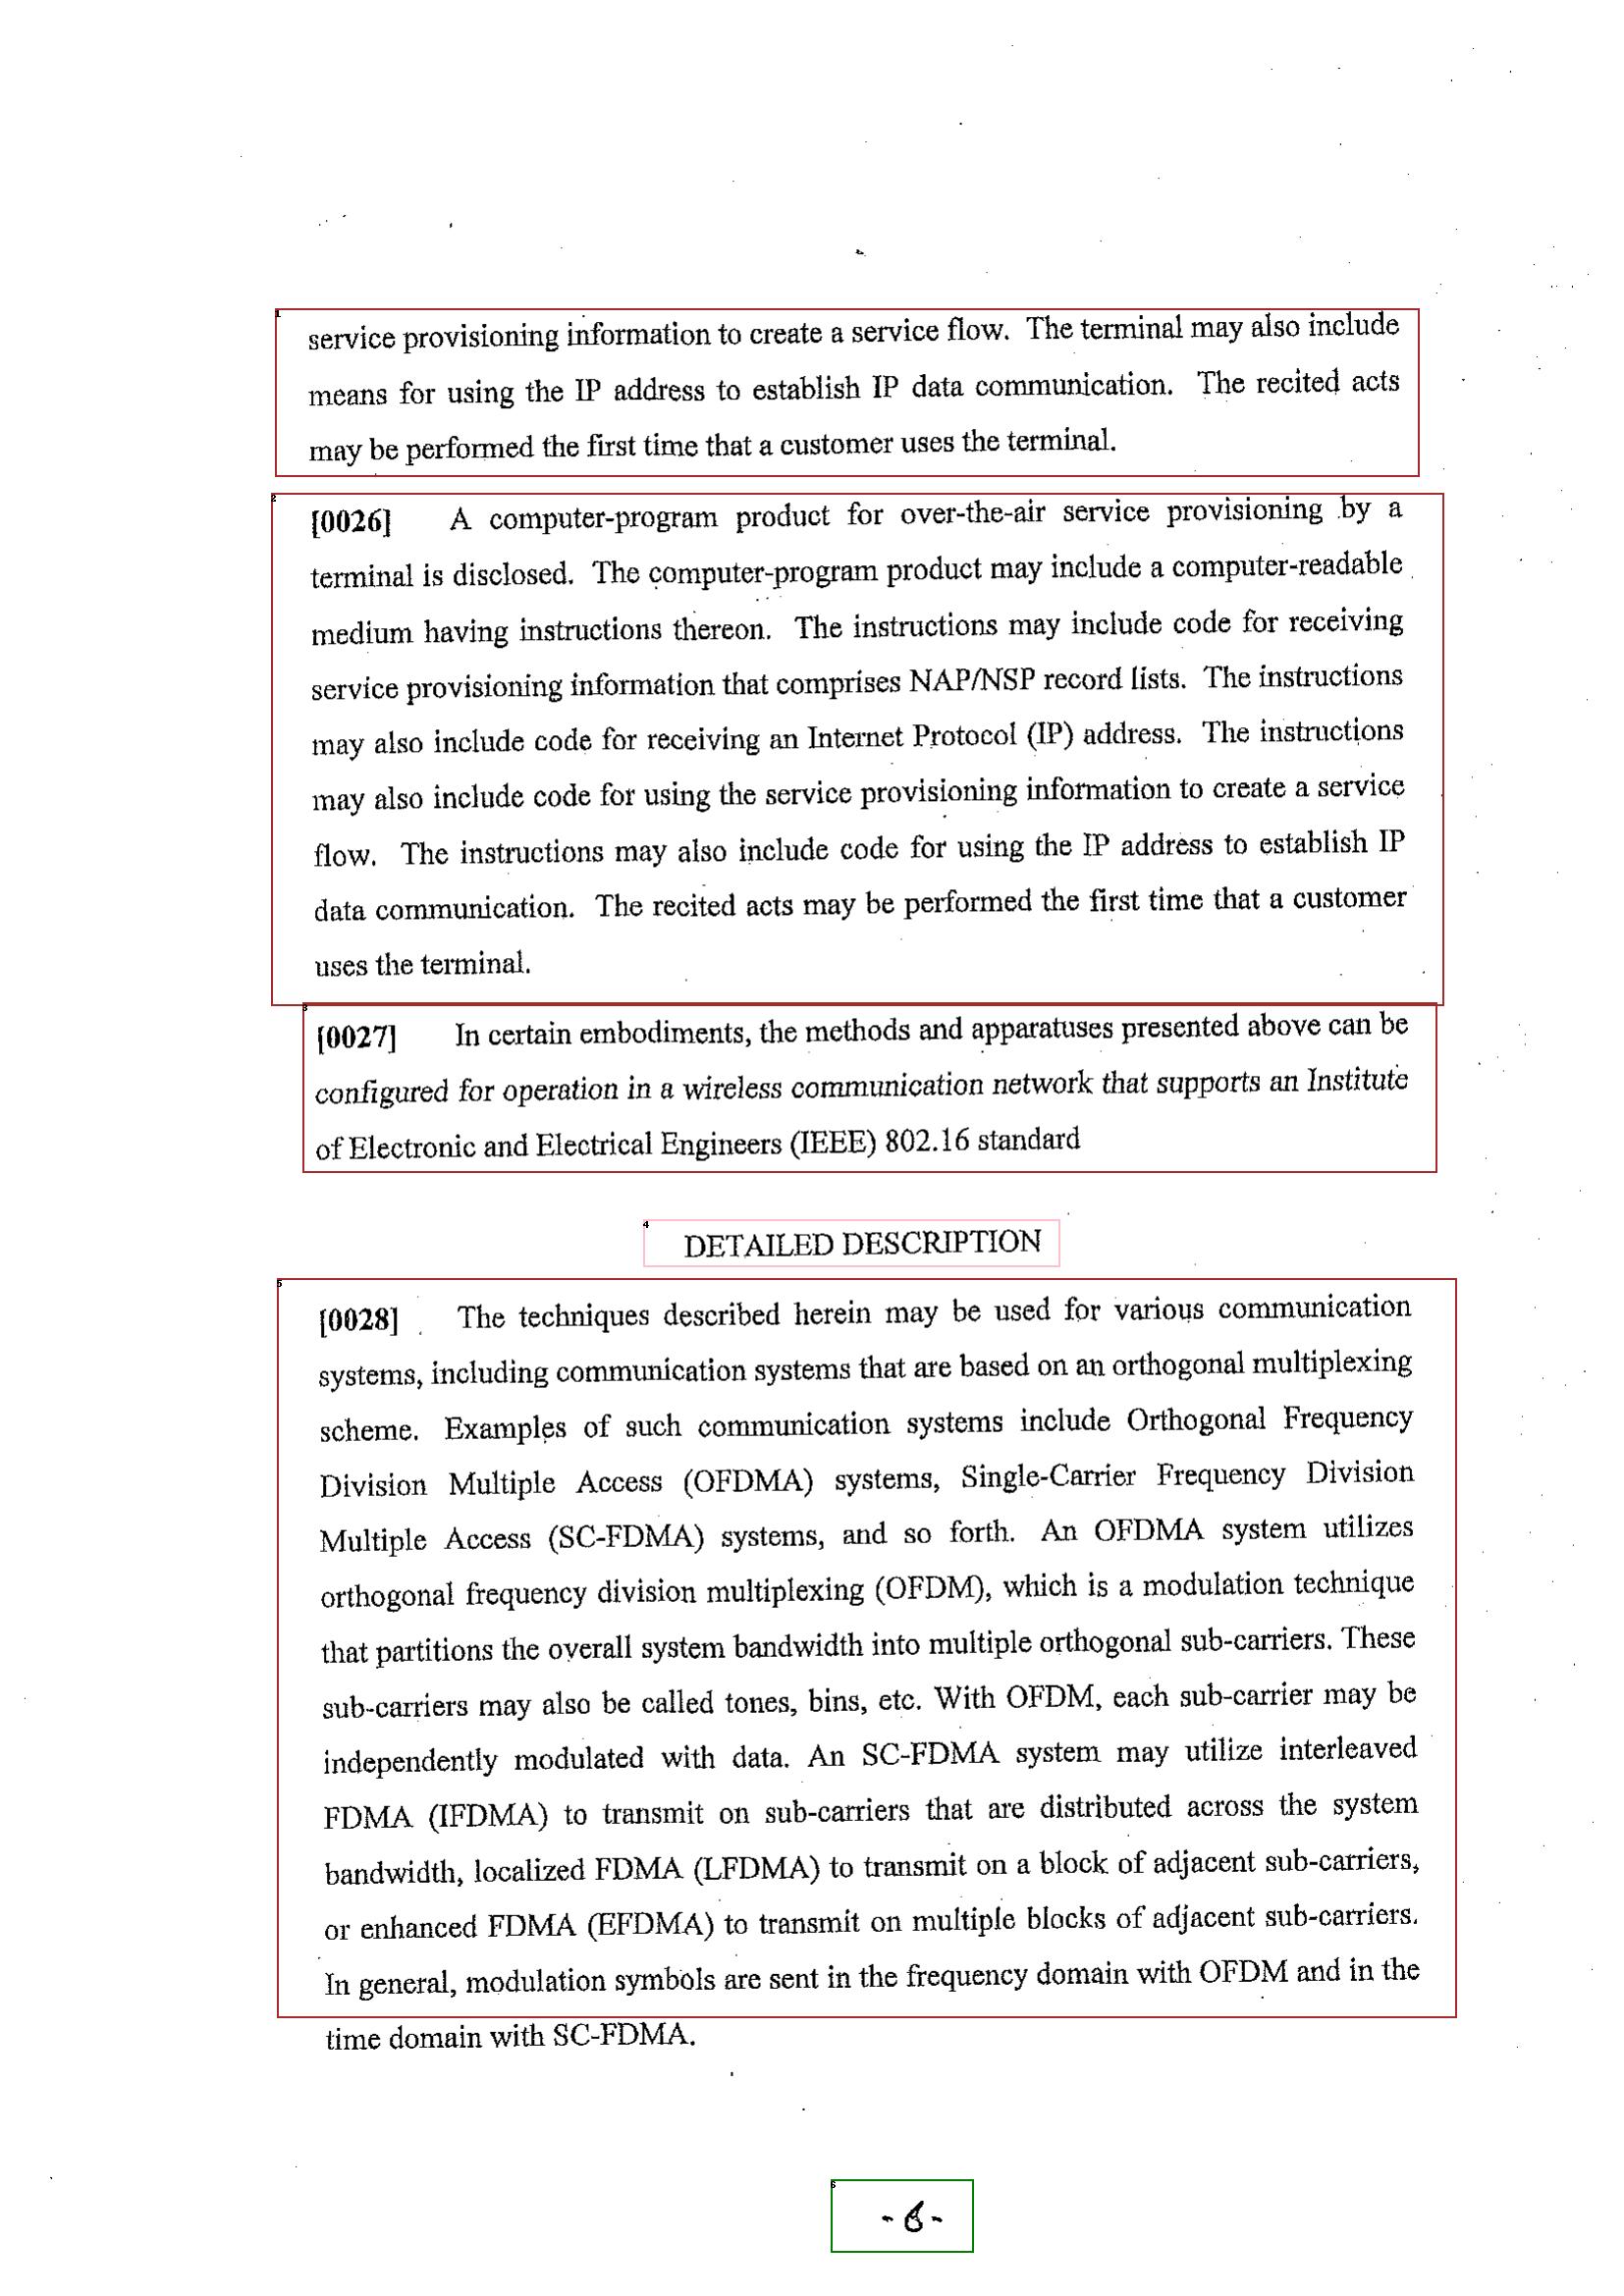 service provisioning information to create a service flow. The terminal may also include
means for using the IP address to establish IP data communication. The recited acts
may be performed the first time that a customer uses the terminal.
[0026] A computer-program product for over-the-air service provisioning by a
terminal is disclosed. The computer-program product may include a computer-readable
medium having instructions thereon. The instructions may include code for receiving
service provisioning information that comprises NAP/NSP record lists. The instructions
may also include code for receiving an Internet Protocol (IP) address. The instructions
may also include code for using the service provisioning information to create a service
flow. The instructions may also include code for using the IP address to establish IP
data communication. The recited acts may be performed the first time that a customer
uses the terminal.
[0027] In certain embodiments, the methods and apparatuses presented above can be
configured for operation in a wireless communication network that supports an Institute
of Electronic and Electrical Engineers (IEEE) 802.16 standard
DETAILED DESCRIPTION
[0028] The techniques described herein may be used for various communication
systems, including communication systems that are based on an orthogonal multiplexing
scheme. Examples of such communication systems include Orthogonal Frequency
Division Multiple Access (OFDMA) systems, Single-Carrier Frequency Division
Multiple Access (SC-FDMA) systems, and so forth. An OFDMA system utilizes
orthogonal frequency division multiplexing (OFDM), which is a modulation technique
that partitions the overall system bandwidth into multiple orthogonal sub-carriers. These
sub-carriers may also be called tones, bins, etc. With OFDM, each sub-carrier may be
independently modulated with data. An SC-FDMA system may utilize interleaved
FDMA (IFDMA) to transmit on sub-carriers that are distributed across the system
bandwidth, localized FDMA (LFDMA) to transmit on a block of adjacent sub-carriers,
or enhanced FDMA (EFDMA) to transmit on multiple blocks of adjacent sub-carriers.
In general, modulation symbols are sent in the frequency domain with OFDM and in the
time domain with SC-FDMA.